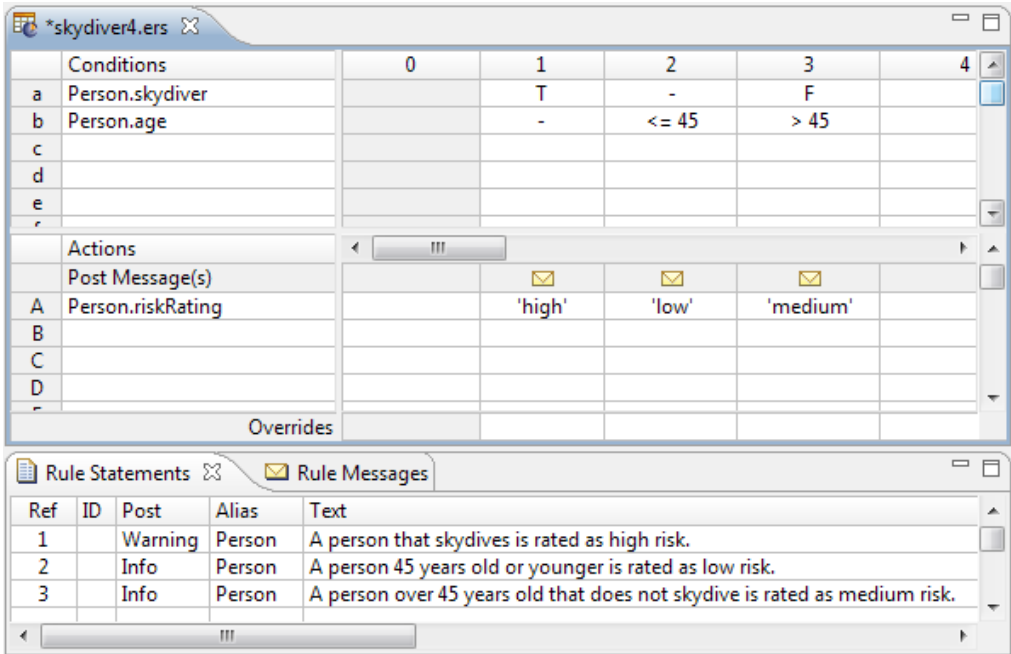 *skydiver4.ers
Conditions 0 1 2 3 4
a Person.skydiver T - F
b Person.age - <= 45 > 45
c
d
e
Actions
Post Message(s)
A Person.riskRating 'high' 'low' 'medium'
B
C
D
Overrides
Rule Statements Rule Messages
Ref ID Post Alias Text
1 Warning Person A person that skydives is rated as high risk.
2 Info Person A person 45 years old or younger is rated as low risk.
3 Info Person A person over 45 years old that does not skydive is rated as medium risk.